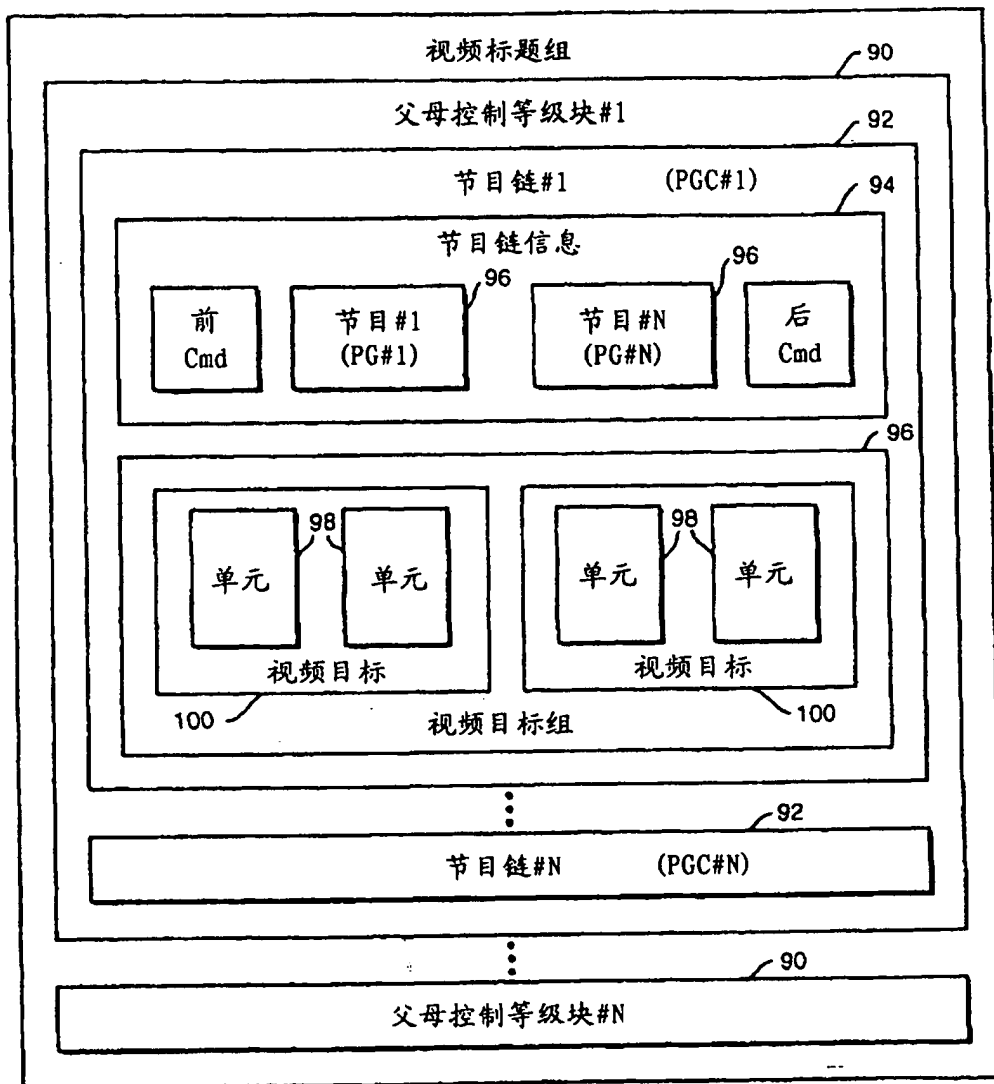 视频标题组
90
父母控制等级块#1
92
节目链#1 (PGC#1)
94
节目链信息
96
96
前
Cmd
节目#1
(PG#1)
节目#N
(PG#N)
后
Cmd
96
98
98
单元
单元
单元
单元
视频目标
视频目标
100
100
视频目标组
92
节目链#N (PGC#N)
90
父母控制等级块#N